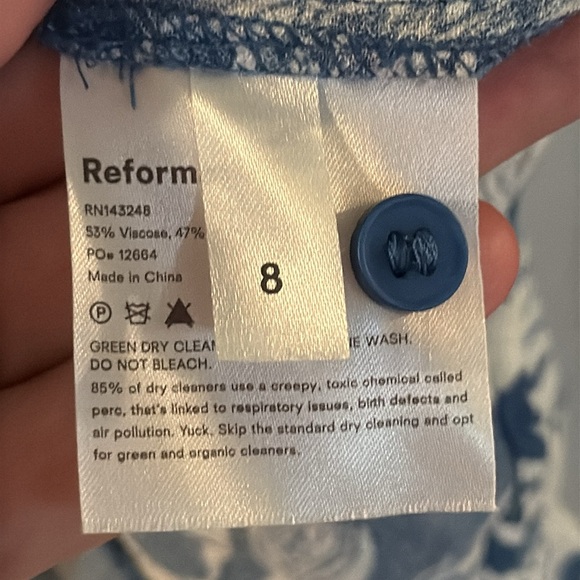 Reform
RN143248
53% Viscose, 47%
PO# 12664
Made in China
8
P
GREEN DRY CLEAN E WASH.
DO NOT BLEACH.
85% of dry cleaners use a creepy, toxic chemical called
perc, that's linked to respiratory issues, birth defects and
air pollution. Yuck. Skip the standard dry cleaning and opt
for green and organic cleaners.